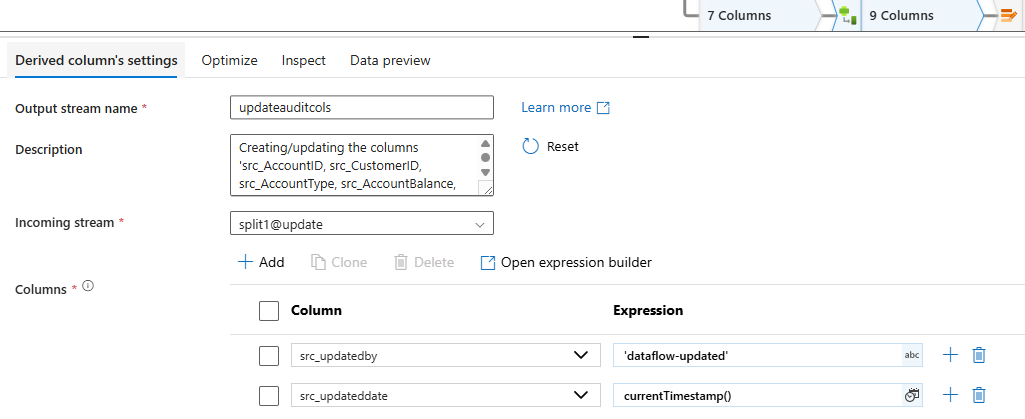 7 Columns
9 Columns
Derived column's settings
Optimize
Inspect
Data preview
Output stream name *
updateauditcols
Learn more
Description
Creating/updating the columns
'src_AccountID, src_CustomerID,
src_AccountType, src_AccountBalance,
Reset
Incoming stream *
split1@update
Add
Clone
Delete
Open expression builder
Columns *
Column
Expression
src_updatedby
'dataflow-updated'
abc
src_updateddate
currentTimestamp()